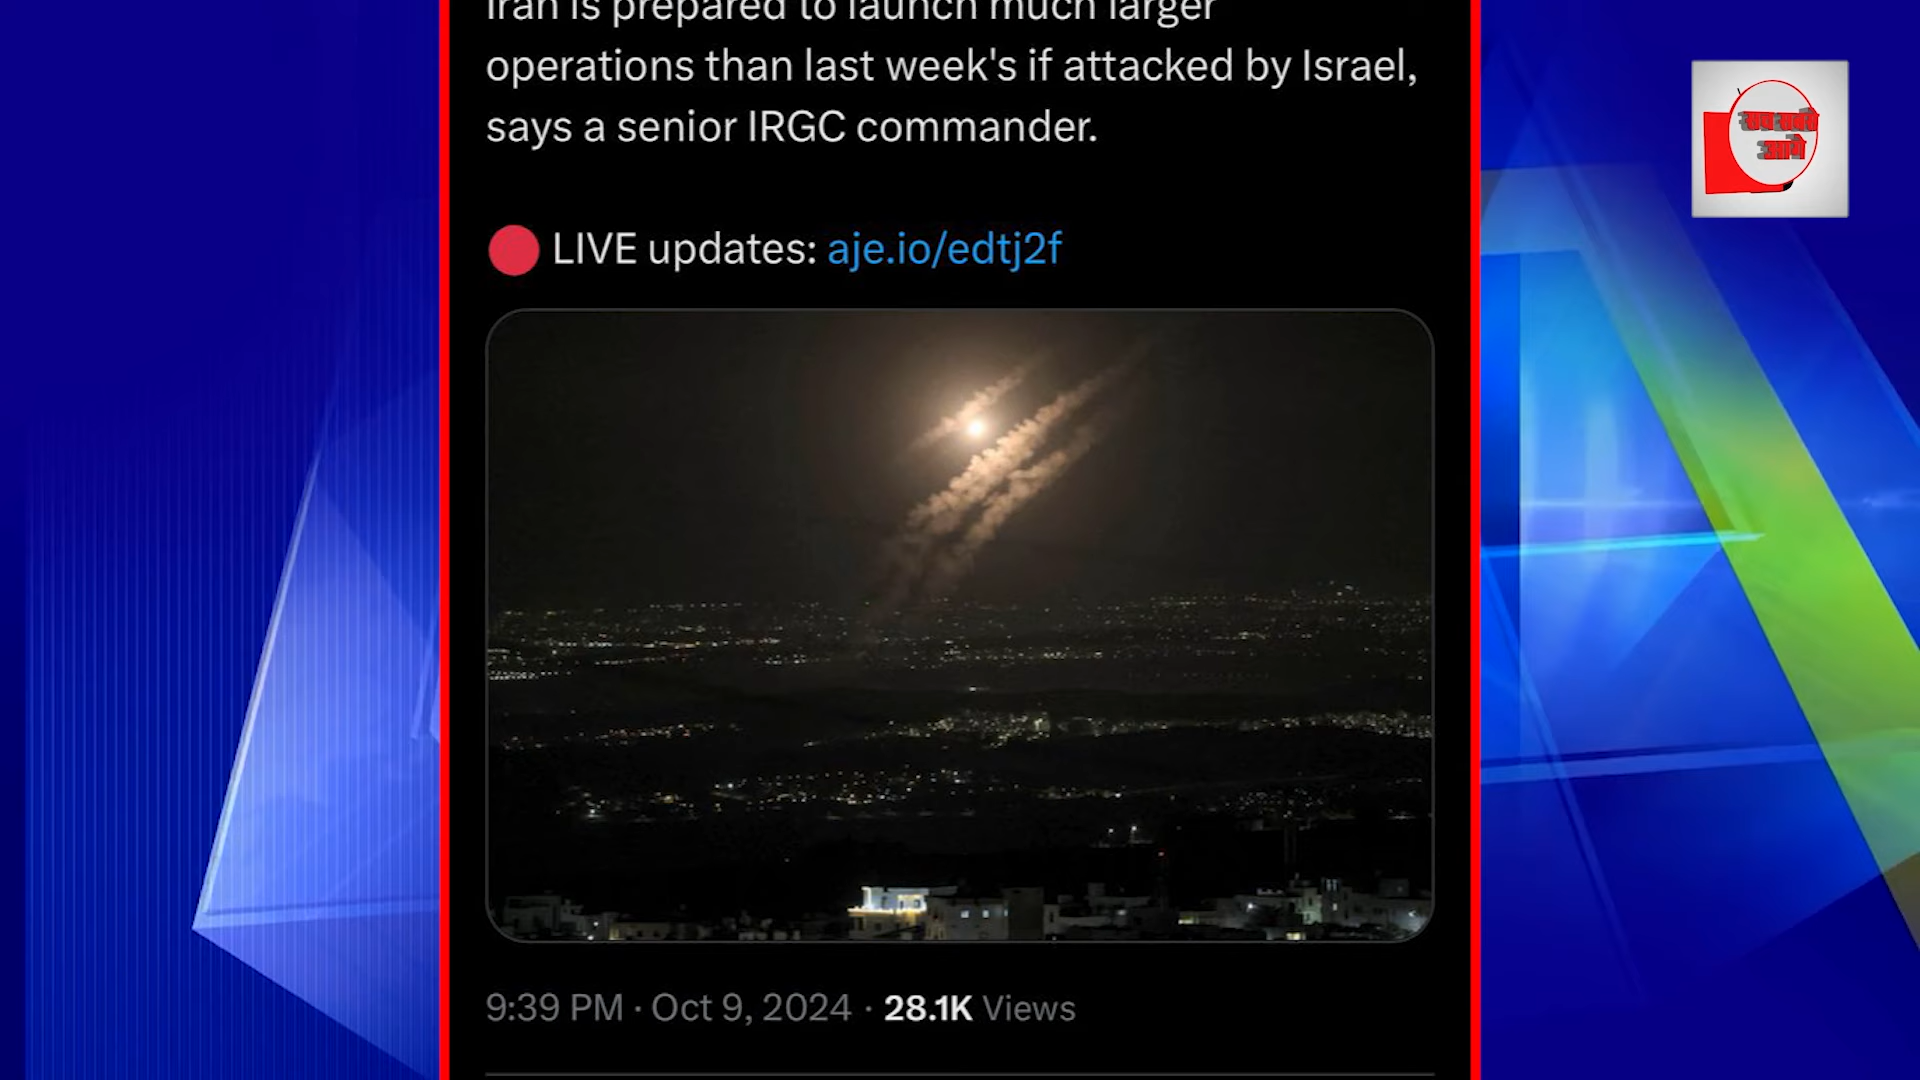 Iran is prepared to launch much larger
operations than last week's if attacked by Israel,
says a senior IRGC commander.
LIVE updates: aje.io/edtj2f
9:39 PM · Oct 9, 2024 · 28.1K Views
आगे